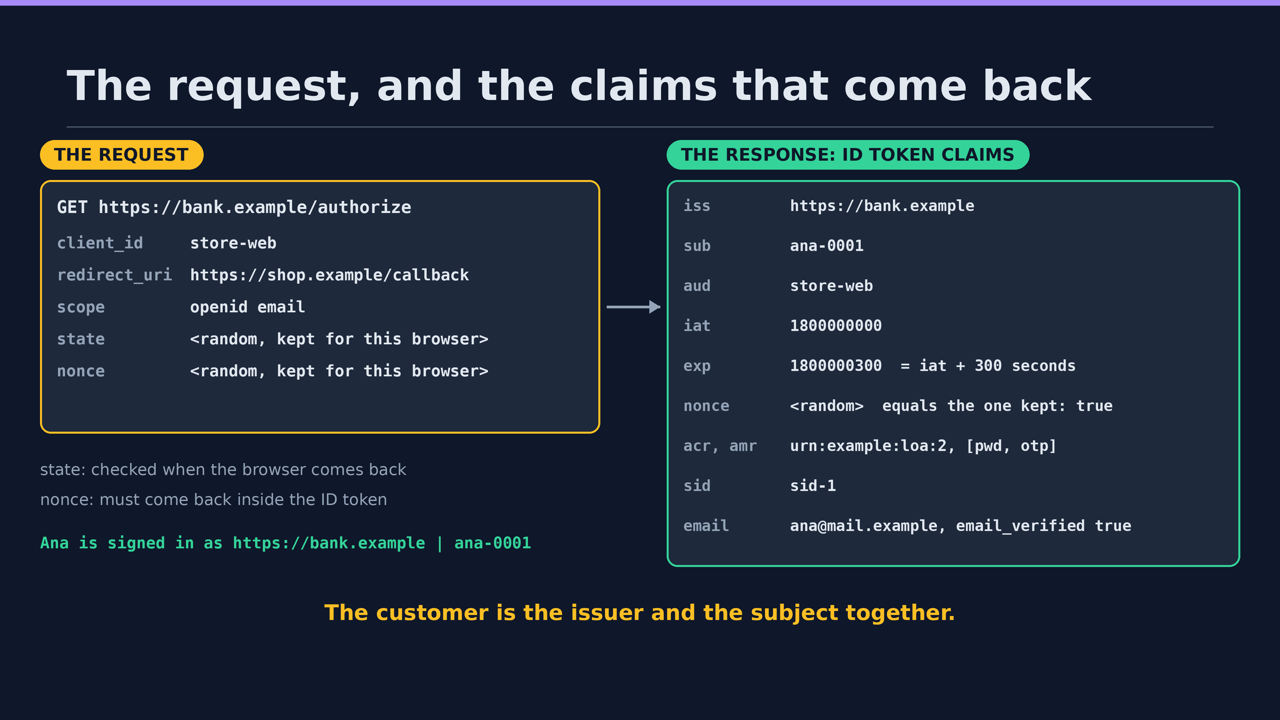 The request, and the claims that come back
THE REQUEST
GET https://bank.example/authorize
client_id store-web
redirect_uri https://shop.example/callback
scope openid email
state <random, kept for this browser>
nonce <random, kept for this browser>
state: checked when the browser comes back
nonce: must come back inside the ID token
Ana is signed in as https://bank.example | ana-0001
THE RESPONSE: ID TOKEN CLAIMS
iss https://bank.example
sub ana-0001
aud store-web
iat 1800000000
exp 1800000300 = iat + 300 seconds
nonce <random> equals the one kept: true
acr, amr urn:example:loa:2, [pwd, otp]
sid sid-1
email ana@mail.example, email_verified true
The customer is the issuer and the subject together.